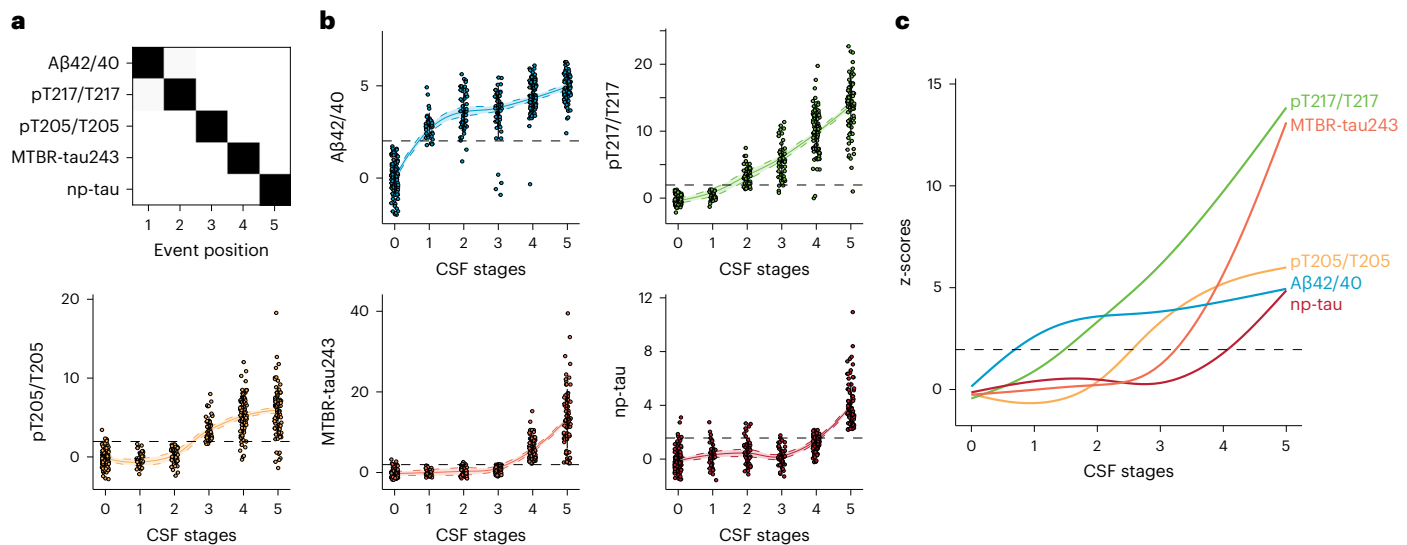 a
Aβ42/40
pT217/T217
pT205/T205
MTBR-tau243
np-tau
1 2 3 4 5
Event position
b
Aβ42/40
5
0
0 1 2 3 4 5
CSF stages
pT217/T217
20
10
0
0 1 2 3 4 5
CSF stages
pT205/T205
20
10
0
0 1 2 3 4 5
CSF stages
MTBR-tau243
40
20
0
0 1 2 3 4 5
CSF stages
np-tau
12
8
4
0
0 1 2 3 4 5
CSF stages
c
z-scores
15
10
5
0
pT217/T217
MTBR-tau243
pT205/T205
Aβ42/40
np-tau
0 1 2 3 4 5
CSF stages